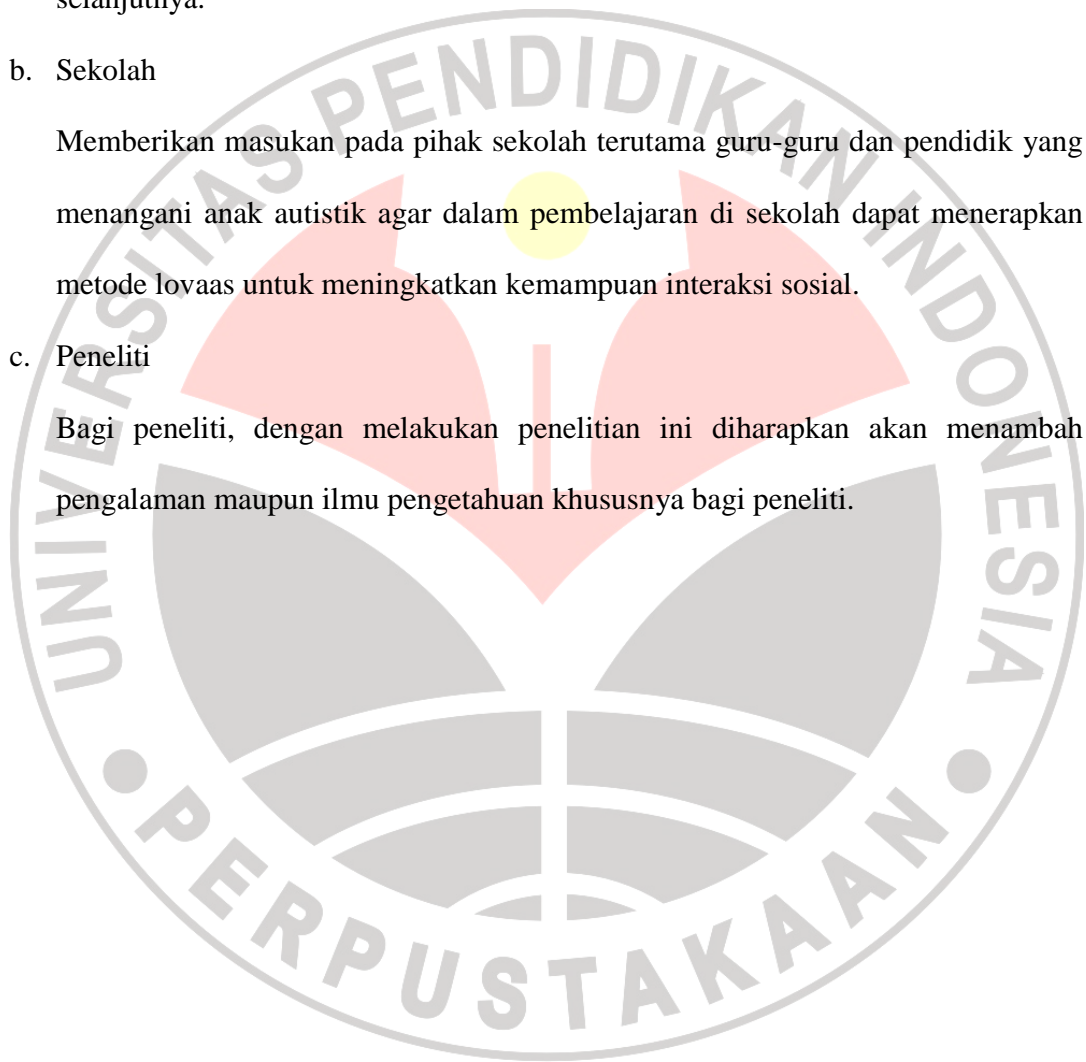 selanjutnya.
b. Sekolah
Memberikan masukan pada pihak sekolah terutama guru-guru dan pendidik yang
menangani anak autistik agar dalam pembelajaran di sekolah dapat menerapkan
metode lovaas untuk meningkatkan kemampuan interaksi sosial.
c. Peneliti
Bagi peneliti, dengan melakukan penelitian ini diharapkan akan menambah
pengalaman maupun ilmu pengetahuan khususnya bagi peneliti.
UNIVERSITAS PENDIDIKAN INDONESIA
PERPUSTAKAAN